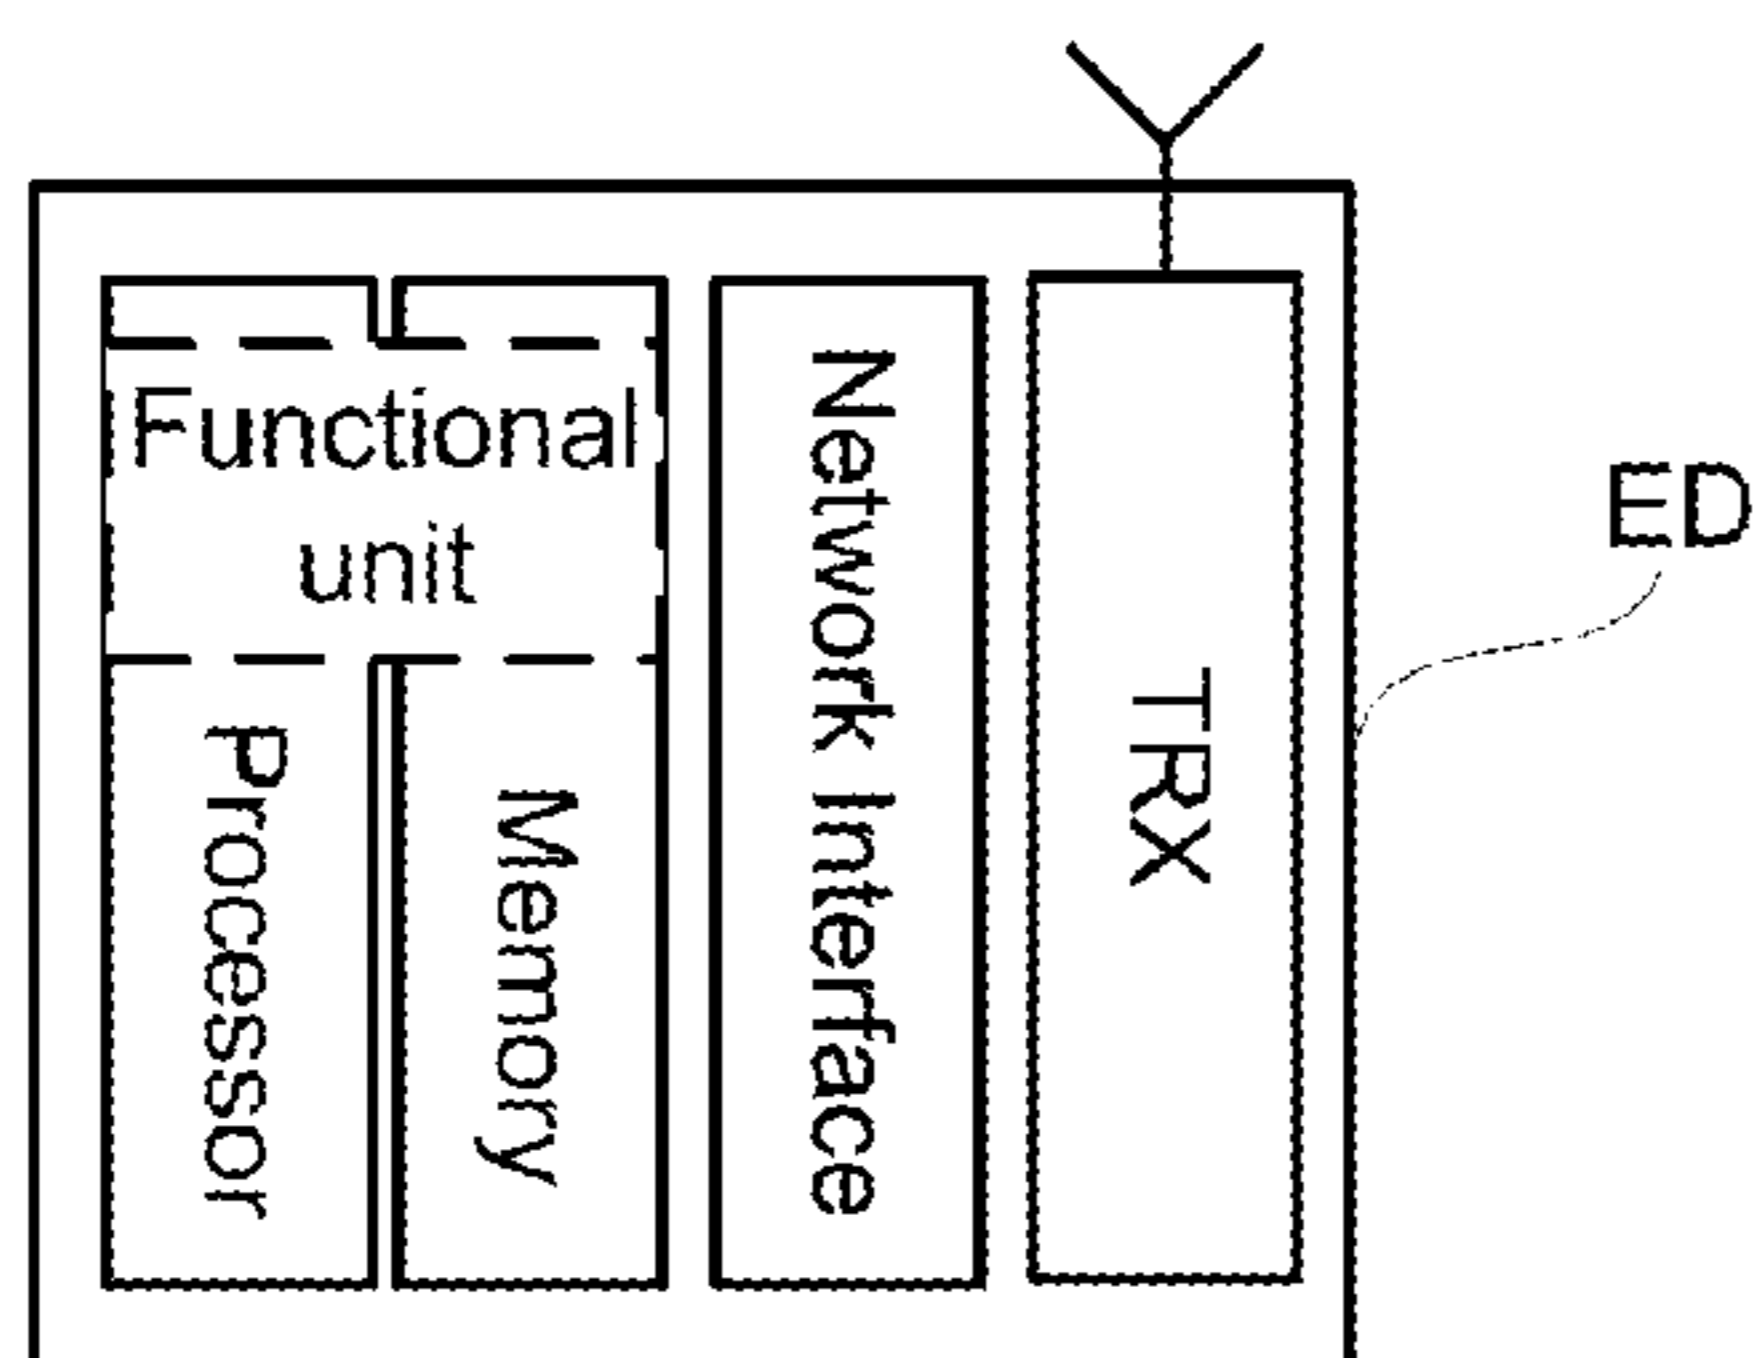 Functional
unit
Processor
Memory
Network Interface
TRX
ED